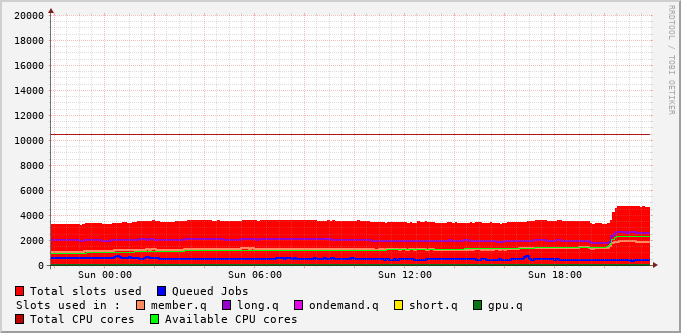 20000
18000
16000
14000
12000
10000
8000
6000
4000
2000
0
Sun 00:00 Sun 06:00 Sun 12:00 Sun 18:00
Total slots used Queued Jobs
Slots used in : member.q long.q ondemand.q short.q gpu.q
Total CPU cores Available CPU cores
RRDTOOL / TOBI OETIKER